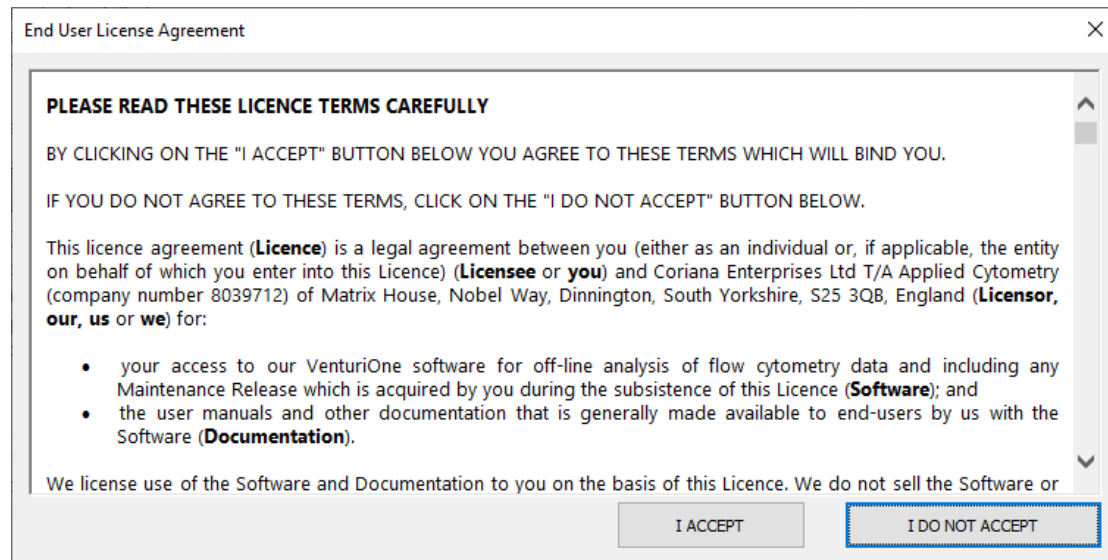 End User License Agreement
PLEASE READ THESE LICENCE TERMS CAREFULLY
BY CLICKING ON THE "I ACCEPT" BUTTON BELOW YOU AGREE TO THESE TERMS WHICH WILL BIND YOU.
IF YOU DO NOT AGREE TO THESE TERMS, CLICK ON THE "I DO NOT ACCEPT" BUTTON BELOW.
This licence agreement (Licence) is a legal agreement between you (either as an individual or, if applicable, the entity
on behalf of which you enter into this Licence) (Licensee or you) and Coriana Enterprises Ltd T/A Applied Cytometry
(company number 8039712) of Matrix House, Nobel Way, Dinnington, South Yorkshire, S25 3QB, England (Licensor,
our, us or we) for:
• your access to our VenturiOne software for off-line analysis of flow cytometry data and including any
Maintenance Release which is acquired by you during the subsistence of this Licence (Software); and
• the user manuals and other documentation that is generally made available to end-users by us with the
Software (Documentation).
We license use of the Software and Documentation to you on the basis of this Licence. We do not sell the Software or
I ACCEPT
I DO NOT ACCEPT